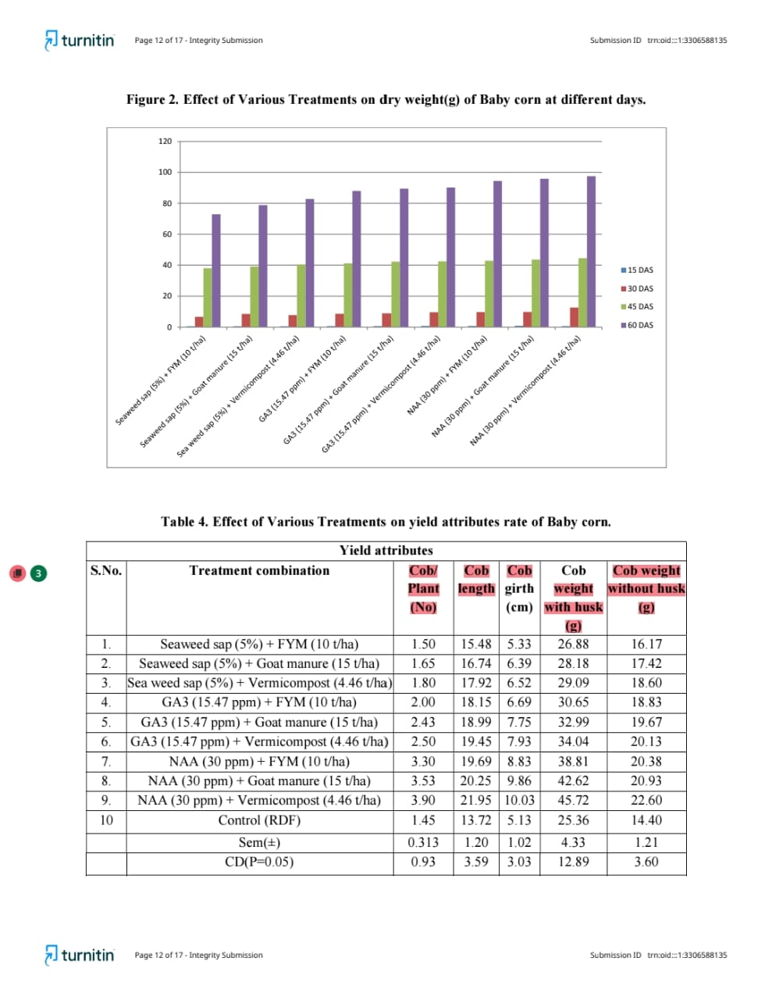 turnitin Page 12 of 17 - Integrity Submission Submission ID trn:oid:::1:3306588135
Figure 2. Effect of Various Treatments on dry weight(g) of Baby corn at different days.
120
100
80
60
40
20
0
15 DAS
30 DAS
45 DAS
60 DAS
Seaweed sap (5%) + FYM (10 t/ha)
Seaweed sap (5%) + Goat manure (15 t/ha)
Sea weed sap (5%) + Vermicompost (4.46 t/ha)
GA3 (15.47 ppm) + FYM (10 t/ha)
GA3 (15.47 ppm) + Goat manure (15 t/ha)
GA3 (15.47 ppm) + Vermicompost (4.46 t/ha)
NAA (30 ppm) + FYM (10 t/ha)
NAA (30 ppm) + Goat manure (15 t/ha)
NAA (30 ppm) + Vermicompost (4.46 t/ha)
Table 4. Effect of Various Treatments on yield attributes rate of Baby corn.
Yield attributes
3
S.No. Treatment combination Cob/ Cob Cob Cob Cob weight
Plant length girth weight without husk
(No) (cm) with husk (g)
(g)
1. Seaweed sap (5%) + FYM (10 t/ha) 1.50 15.48 5.33 26.88 16.17
2. Seaweed sap (5%) + Goat manure (15 t/ha) 1.65 16.74 6.39 28.18 17.42
3. Sea weed sap (5%) + Vermicompost (4.46 t/ha) 1.80 17.92 6.52 29.09 18.60
4. GA3 (15.47 ppm) + FYM (10 t/ha) 2.00 18.15 6.69 30.65 18.83
5. GA3 (15.47 ppm) + Goat manure (15 t/ha) 2.43 18.99 7.75 32.99 19.67
6. GA3 (15.47 ppm) + Vermicompost (4.46 t/ha) 2.50 19.45 7.93 34.04 20.13
7. NAA (30 ppm) + FYM (10 t/ha) 3.30 19.69 8.83 38.81 20.38
8. NAA (30 ppm) + Goat manure (15 t/ha) 3.53 20.25 9.86 42.62 20.93
9. NAA (30 ppm) + Vermicompost (4.46 t/ha) 3.90 21.95 10.03 45.72 22.60
10 Control (RDF) 1.45 13.72 5.13 25.36 14.40
Sem(±) 0.313 1.20 1.02 4.33 1.21
CD(P=0.05) 0.93 3.59 3.03 12.89 3.60
turnitin Page 12 of 17 - Integrity Submission Submission ID trn:oid:::1:3306588135